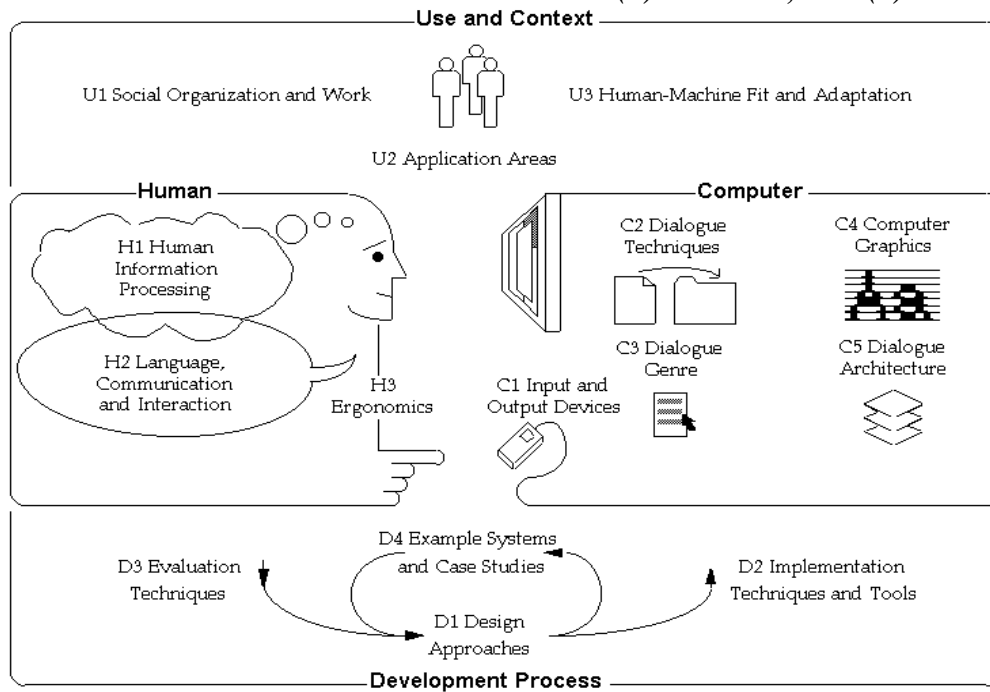 Use and Context
U1 Social Organization and Work
U3 Human-Machine Fit and Adaptation
U2 Application Areas
Human
Computer
H1 Human
Information
Processing
C2 Dialogue
Techniques
C4 Computer
Graphics
H2 Language,
Communication
and Interaction
H3
Ergonomics
C1 Input and
Output Devices
C3 Dialogue
Genre
C5 Dialogue
Architecture
D3 Evaluation
Techniques
D4 Example Systems
and Case Studies
D2 Implementation
Techniques and Tools
D1 Design
Approaches
Development Process